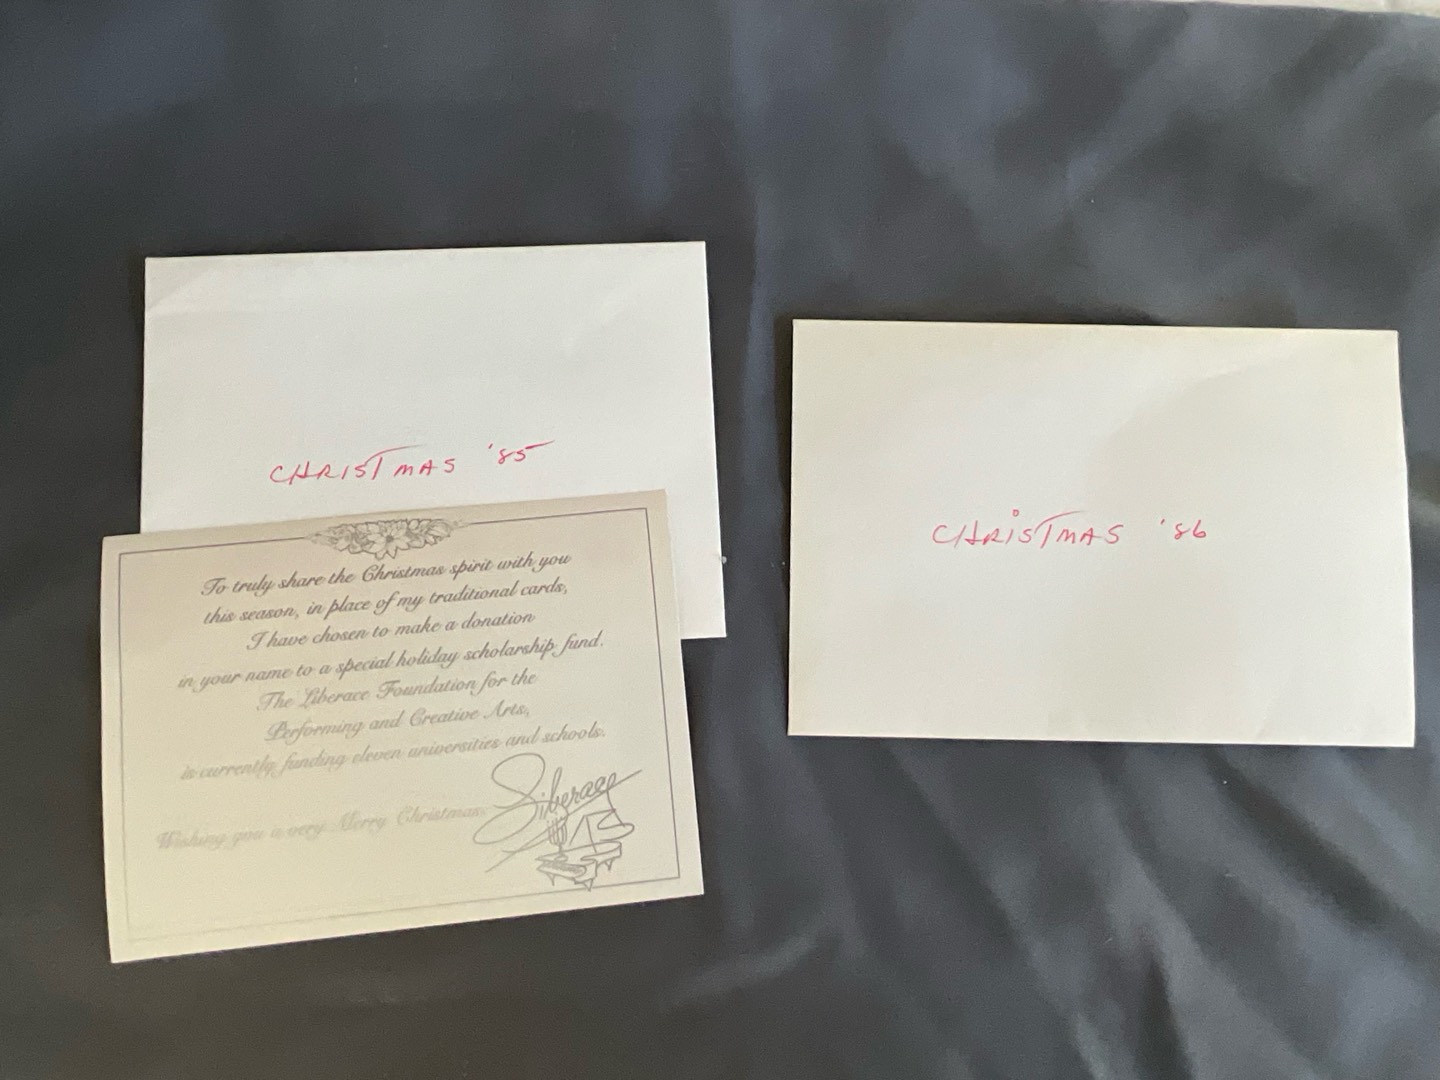 CHRISTMAS '85
To truly share the Christmas spirit with you
this season, in place of my traditional cards,
I have chosen to make a donation
in your name to a special holiday scholarship fund.
The Liberace Foundation for the
Performing and Creative Arts,
is currently funding eleven universities and schools.
Wishing you a very Merry Christmas,
Liberace
CHRiSTMAS '86